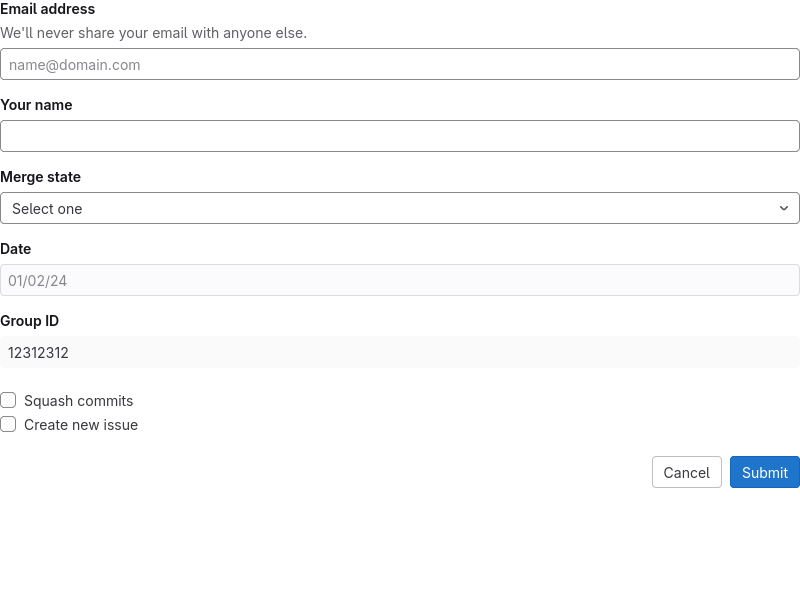 Email address
We'll never share your email with anyone else.
name@domain.com
Your name
Merge state
Select one
Date
01/02/24
Group ID
12312312
Squash commits
Create new issue
Cancel Submit